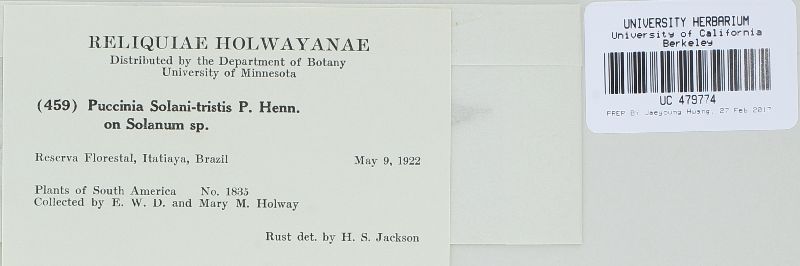 RELIQUIAE HOLWAYANAE
Distributed by the Department of Botany
University of Minnesota
(459) Puccinia Solani-tristis P. Henn.
on Solanum sp.
Reserva Florestal, Itatiaya, Brazil May 9, 1922
Plants of South America No. 1835
Collected by E. W. D. and Mary M. Holway
Rust det. by H. S. Jackson
UNIVERSITY HERBARIUM
University of California
Berkeley
UC 479774
PREP By Jaeyoung Huang, 27 Feb 2017